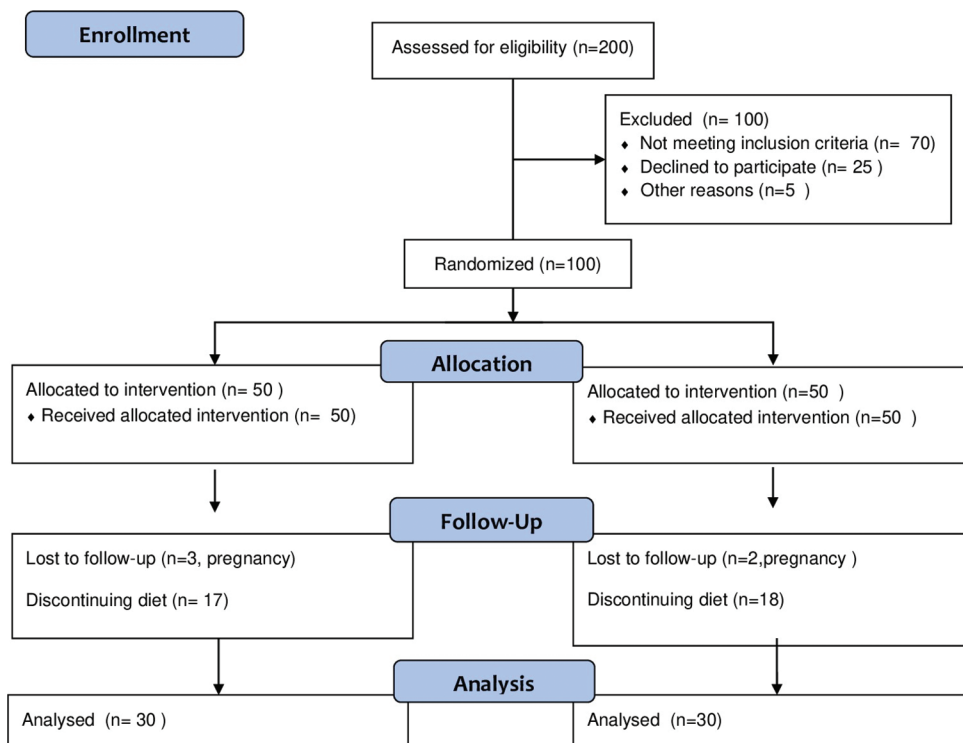 Enrollment
Assessed for eligibility (n=200)
Excluded (n= 100)
♦ Not meeting inclusion criteria (n= 70)
♦ Declined to participate (n= 25 )
♦ Other reasons (n=5 )
Randomized (n=100)
Allocation
Allocated to intervention (n= 50 )
♦ Received allocated intervention (n= 50)
Allocated to intervention (n=50 )
♦ Received allocated intervention (n=50 )
Follow-Up
Lost to follow-up (n=3, pregnancy)
Discontinuing diet (n= 17)
Lost to follow-up (n=2,pregnancy )
Discontinuing diet (n=18)
Analysis
Analysed (n= 30 )
Analysed (n=30)